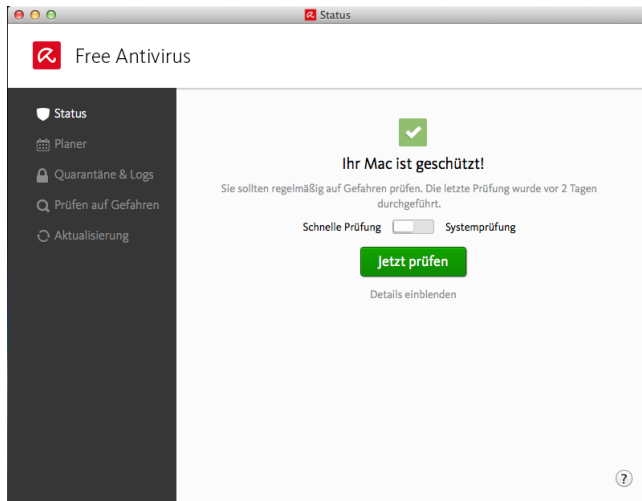 Status
Free Antivirus
Status
Planer
Quarantäne & Logs
Prüfen auf Gefahren
Aktualisierung
Ihr Mac ist geschützt!
Sie sollten regelmäßig auf Gefahren prüfen. Die letzte Prüfung wurde vor 2 Tagen
durchgeführt.
Schnelle Prüfung Systemprüfung
Jetzt prüfen
Details einblenden
?